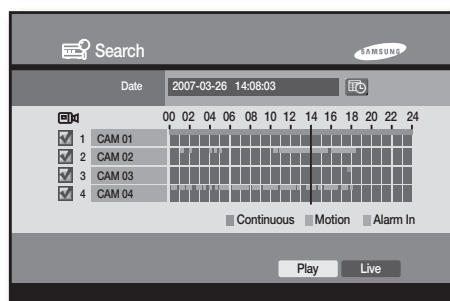 Search
SAMSUNG
Date 2007-03-26 14:08:03
00 02 04 06 08 10 12 14 16 18 20 22 24
1 CAM 01
2 CAM 02
3 CAM 03
4 CAM 04
Continuous Motion Alarm In
Play Live